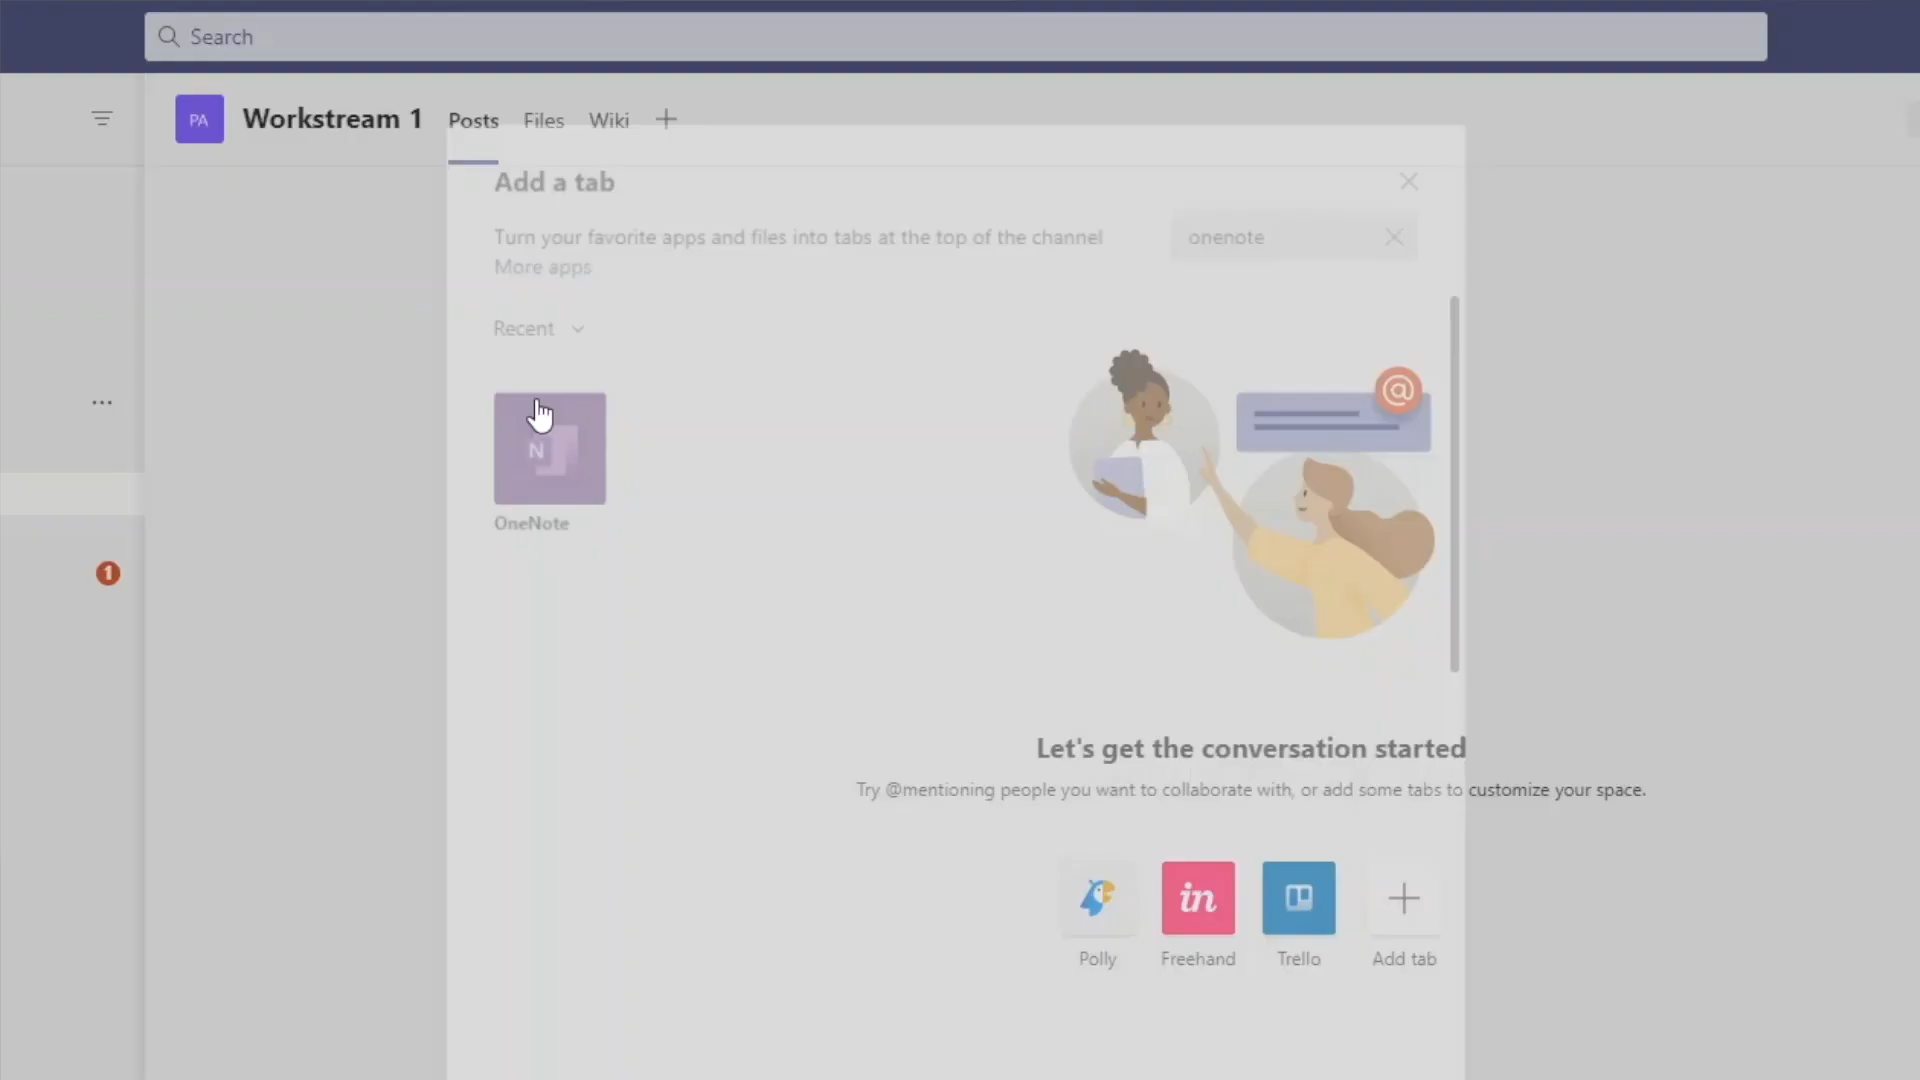 Search
PA
Workstream 1 Posts Files Wiki
Add a tab
Turn your favorite apps and files into tabs at the top of the channel
onenote
More apps
Recent
...
@
N
OneNote
1
Let's get the conversation started
Try @mentioning people you want to collaborate with, or add some tabs to customize your space.
in
Polly Freehand Trello Add tab